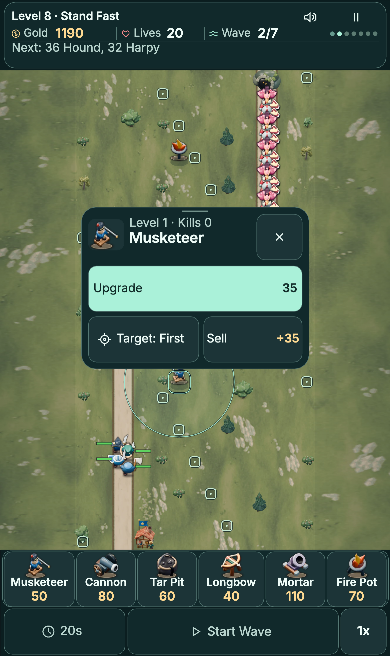 Level 8 · Stand Fast
Gold 1190 Lives 20 Wave 2/7
Next: 36 Hound, 32 Harpy
Level 1 · Kills 0
Musketeer
Upgrade 35
Target: First Sell +35
Musketeer Cannon Tar Pit Longbow Mortar Fire Pot
50 80 60 40 110 70
20s Start Wave 1x